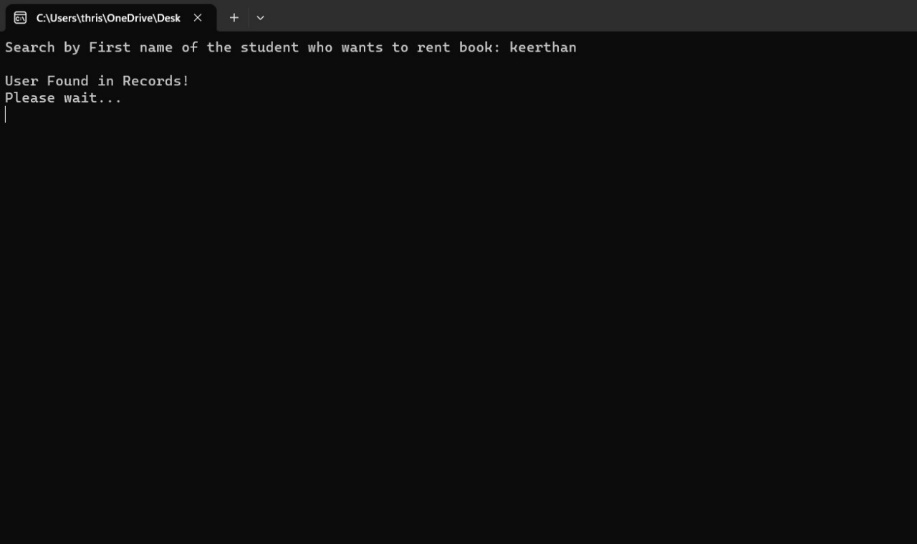 C:\Users\thris\OneDrive\Desk
Search by First name of the student who wants to rent book: keerthan
User Found in Records!
Please wait...